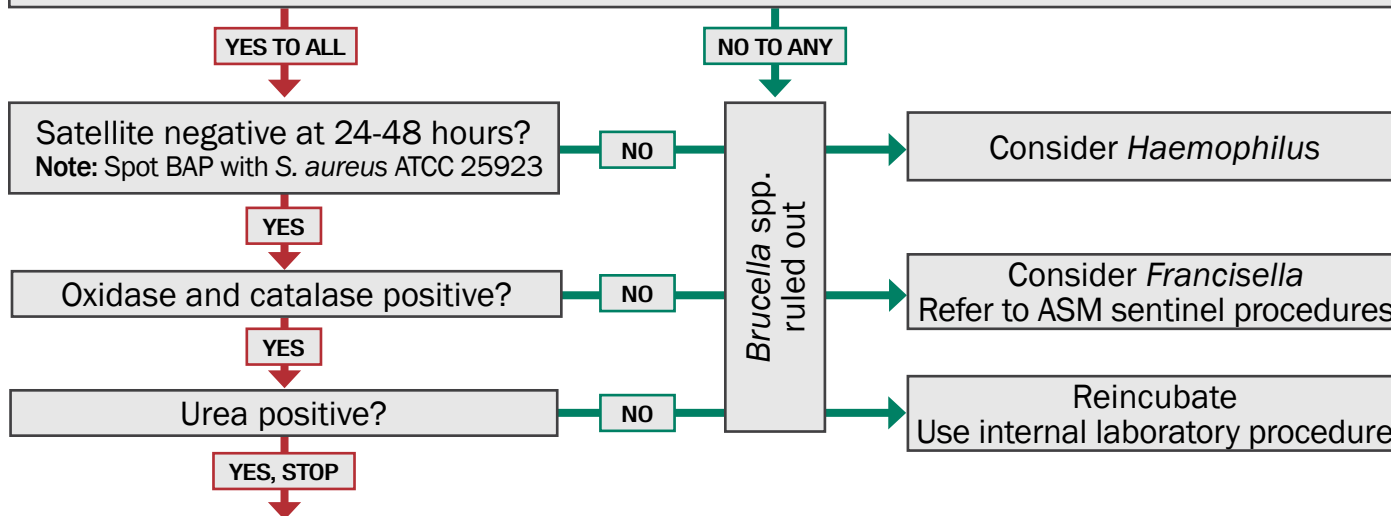 YES TO ALL
NO TO ANY
Satellite negative at 24-48 hours?
Note: Spot BAP with S. aureus ATCC 25923
NO
Brucella spp.
ruled out
Consider Haemophilus
YES
Oxidase and catalase positive?
NO
Consider Francisella
Refer to ASM sentinel procedures
YES
Urea positive?
NO
Reincubate
Use internal laboratory procedure
YES, STOP